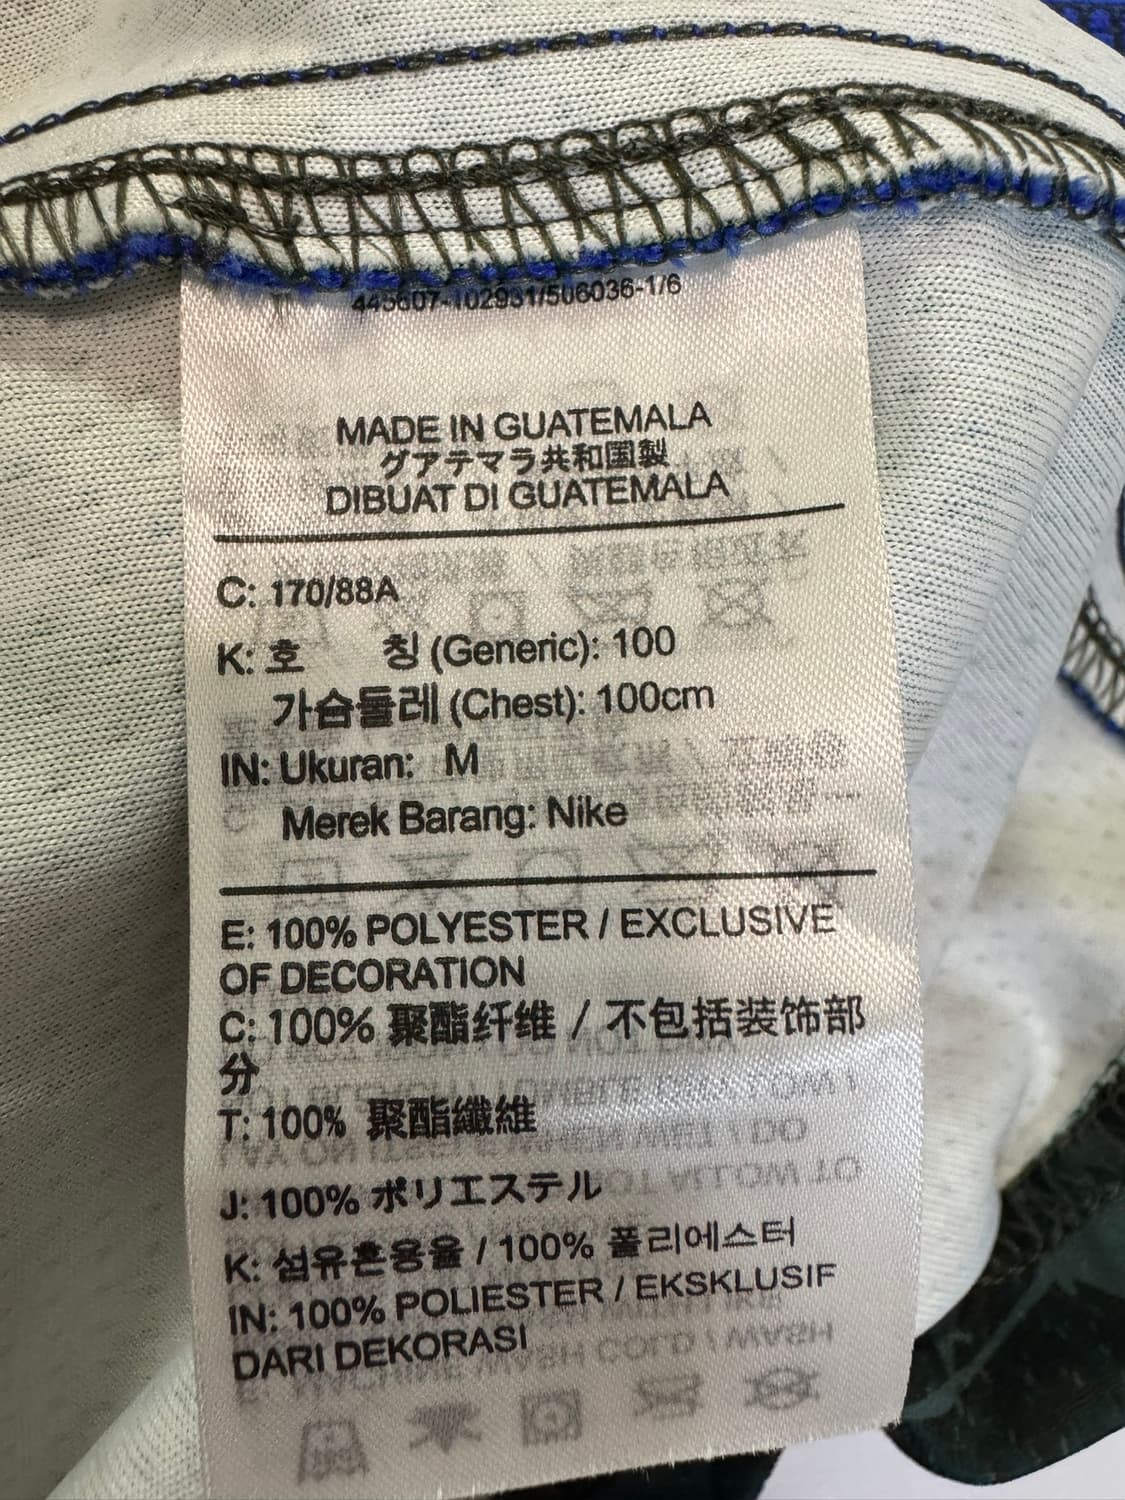 445607-102931/506036-1/6
MADE IN GUATEMALA
グアテマラ共和国製
DIBUAT DI GUATEMALA
C: 170/88A
K: 호 칭 (Generic): 100
가슴둘레 (Chest): 100cm
IN: Ukuran: M
Merek Barang: Nike
E: 100% POLYESTER / EXCLUSIVE
OF DECORATION
C: 100% 聚酯纤维 / 不包括装饰部
分
T: 100% 聚酯纖維
J: 100% ポリエステル
K: 섬유혼용율 / 100% 폴리에스터
IN: 100% POLIESTER / EKSKLUSIF
DARI DEKORASI